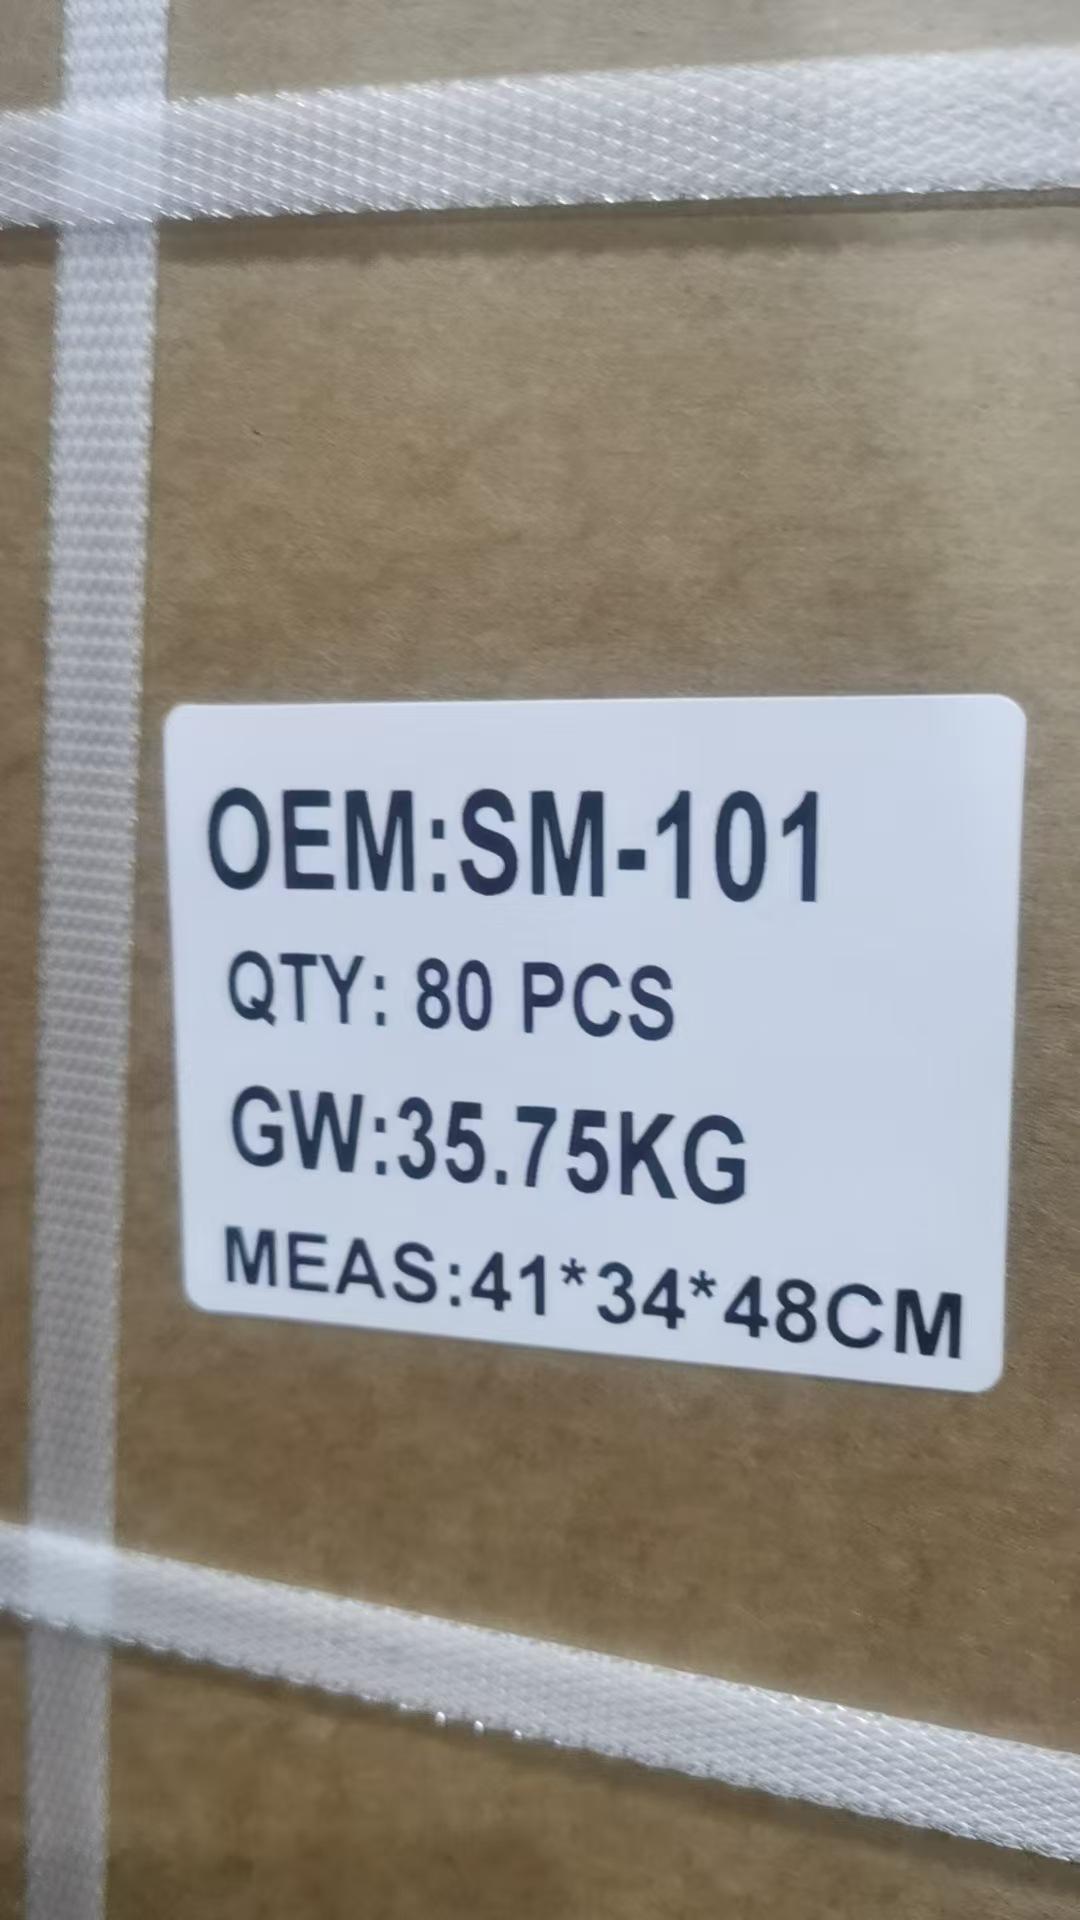 OEM:SM-101
QTY: 80 PCS
GW:35.75KG
MEAS:41*34*48CM